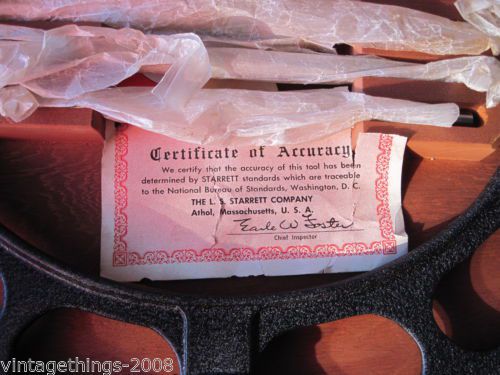 Certificate of Accuracy
We certify that the accuracy of this tool has been
determined by STARRETT standards which are traceable
to the National Bureau of Standards, Washington, D. C.
THE L. S. STARRETT COMPANY
Athol, Massachusetts, U. S. A.
Earle W Foster
Chief Inspector
vintagethings-2008